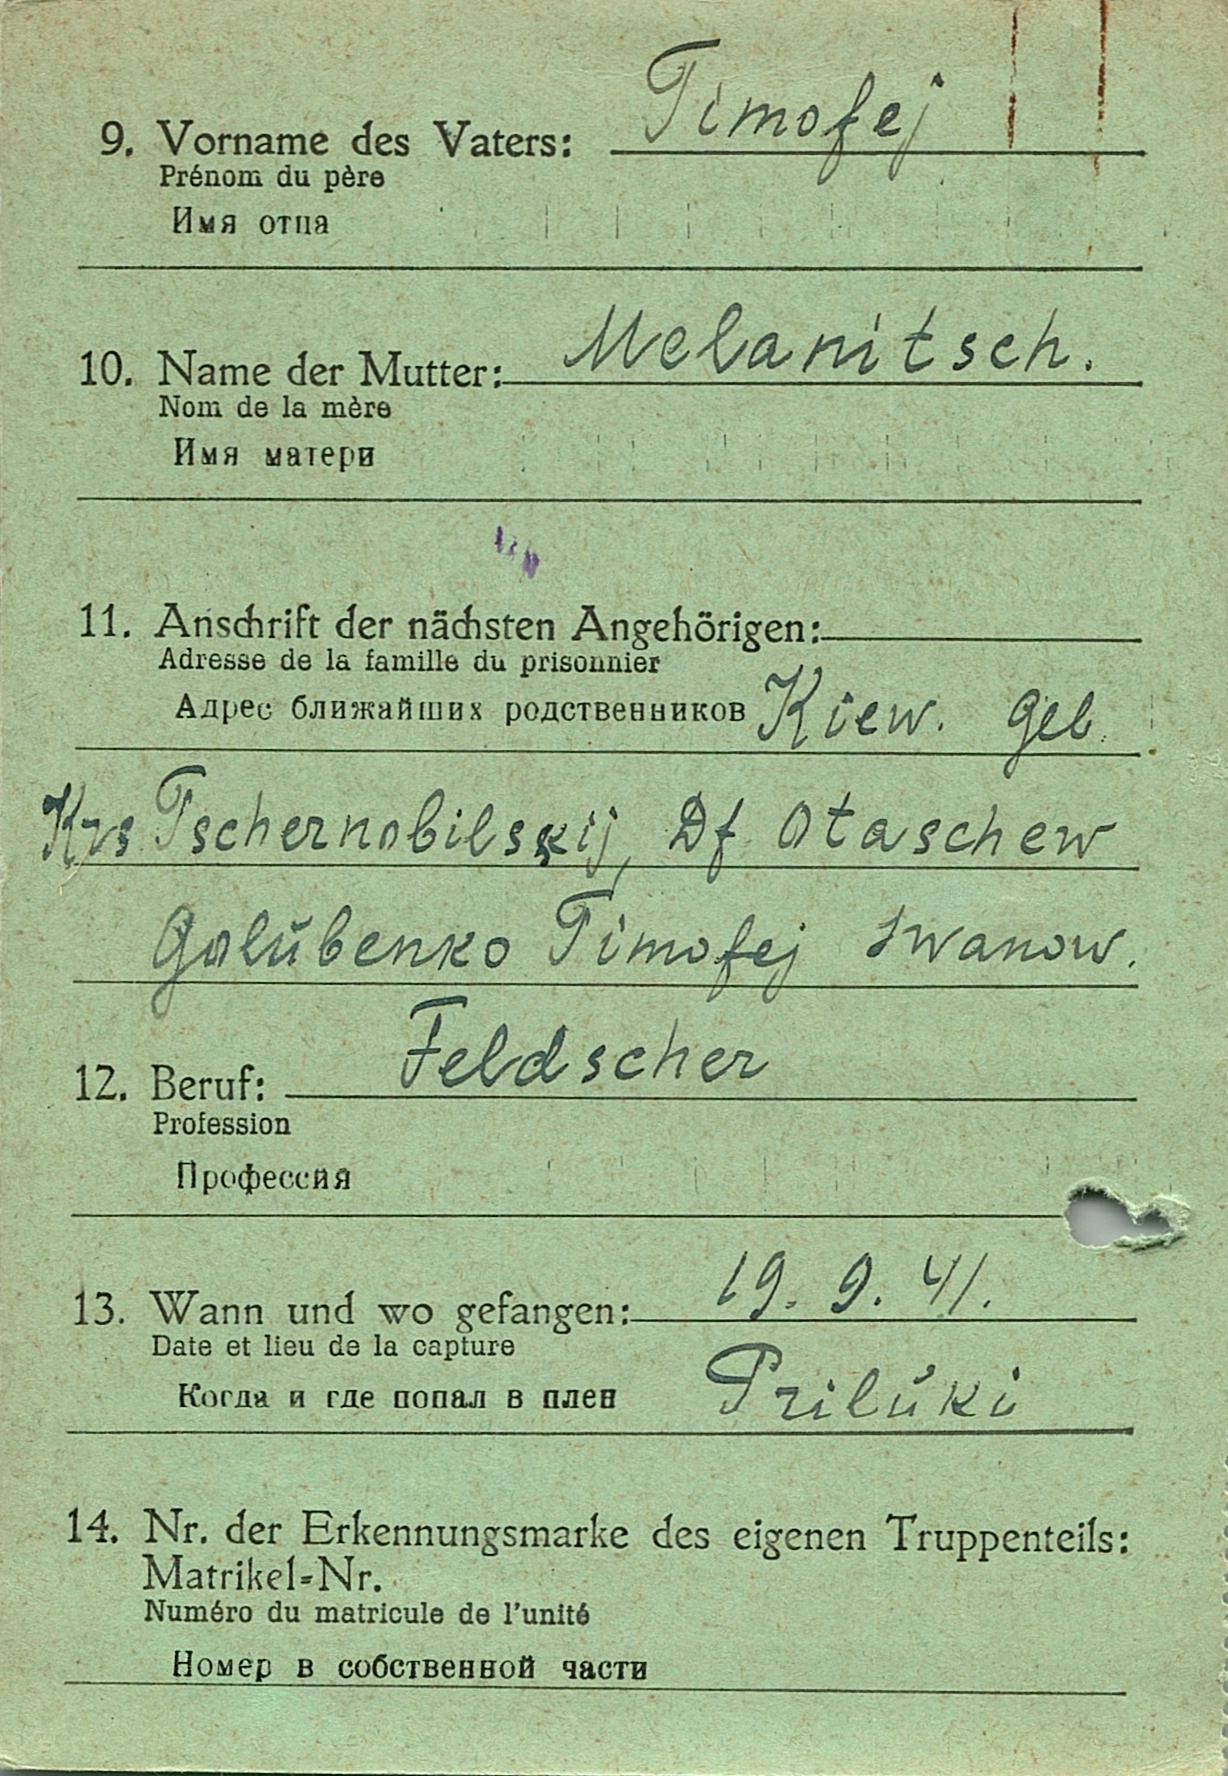 9. Vorname des Vaters: Timofej
Prénom du père
Имя отца
10. Name der Mutter: Melanitsch.
Nom de la mère
Имя матери
11. Anschrift der nächsten Angehörigen:
Adresse de la famille du prisonnier
Адрес ближайших родственников Kiew. Geb.
Krs Tschernobilskij, Df Otaschew
Golúbenko Timofej Iwanow.
12. Beruf: Feldscher
Profession
Профессия
13. Wann und wo gefangen: 19. 9. 41.
Date et lieu de la capture
Когда и где попал в плен Prilúki
14. Nr. der Erkennungsmarke des eigenen Truppenteils:
Matrikel-Nr.
Numéro du matricule de l'unité
Номер в собственной части